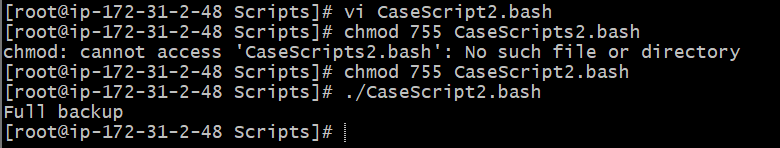 [root@ip-172-31-2-48 Scripts]# vi CaseScript2.bash
[root@ip-172-31-2-48 Scripts]# chmod 755 CaseScripts2.bash
chmod: cannot access 'CaseScripts2.bash': No such file or directory
[root@ip-172-31-2-48 Scripts]# chmod 755 CaseScript2.bash
[root@ip-172-31-2-48 Scripts]# ./CaseScript2.bash
Full backup
[root@ip-172-31-2-48 Scripts]#